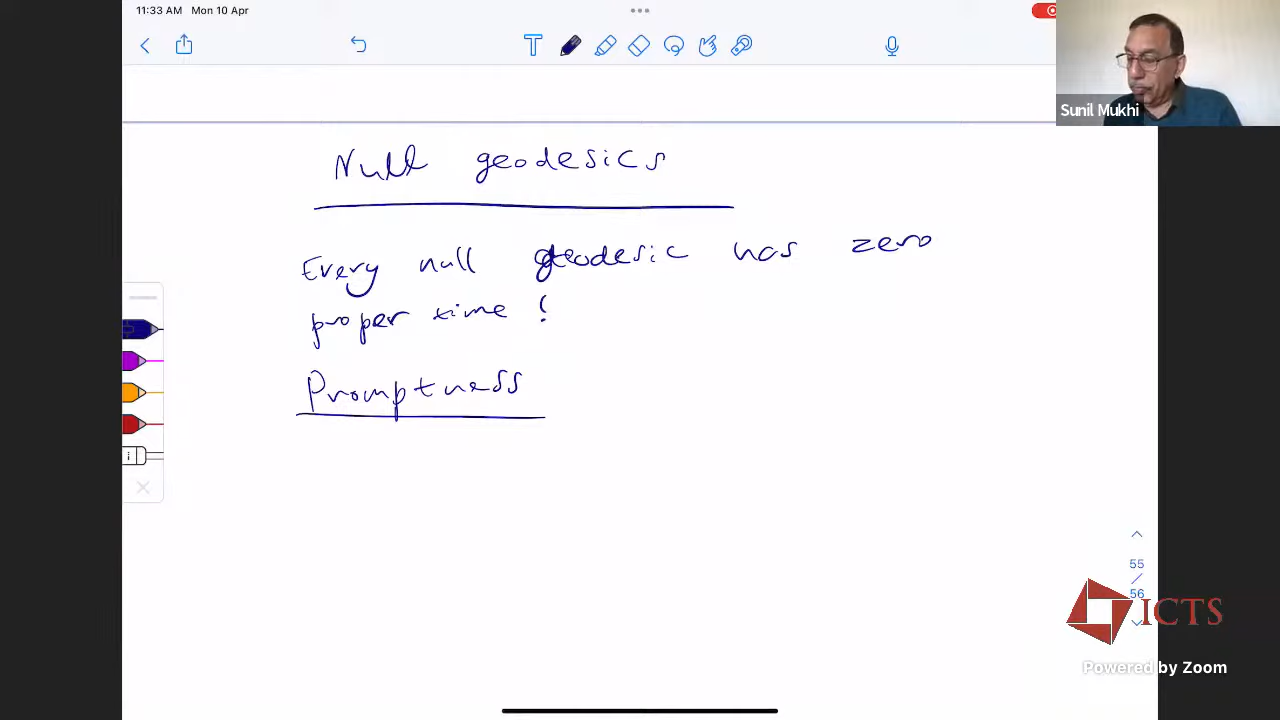 11:33 AM Mon 10 Apr
Sunil Mukhi
Null geodesics
Every null geodesic has zero
proper time !
Promptness
55
56
ICTS
Powered by Zoom